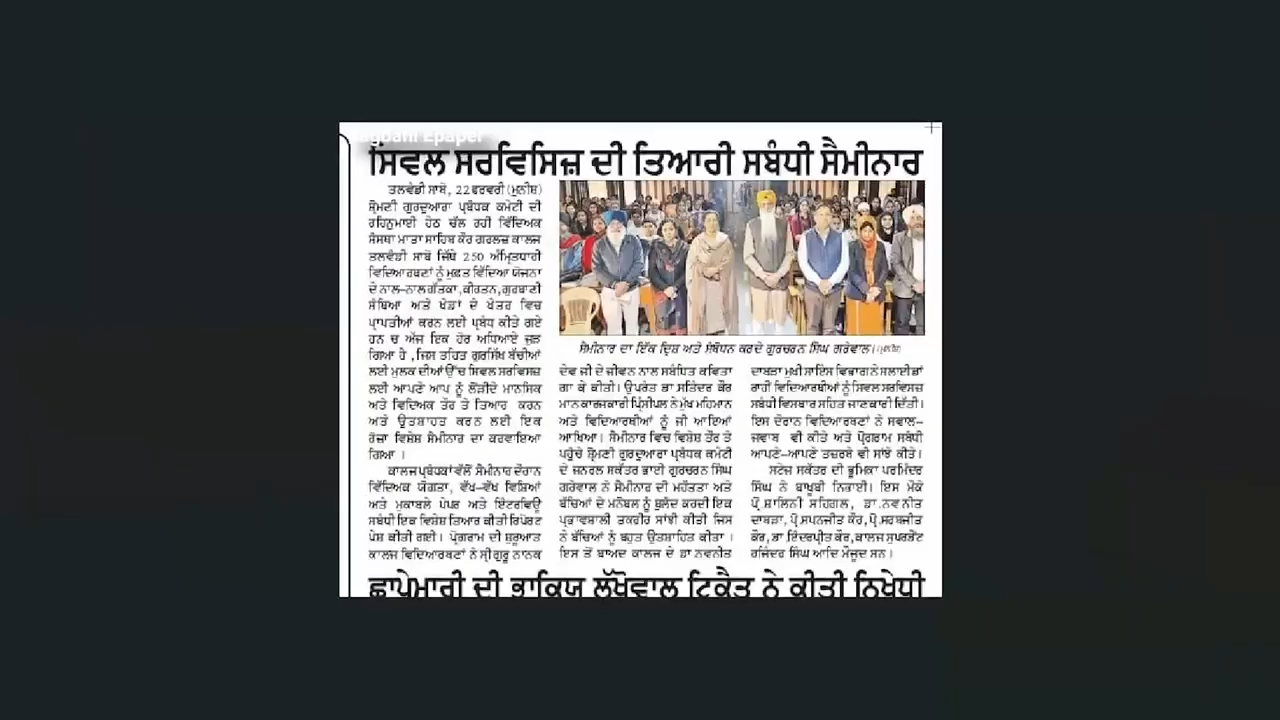 Epaper
ਸਿਵਲ ਸਰਵਿਸਿਜ਼ ਦੀ ਤਿਆਰੀ ਸਬੰਧੀ ਸੈਮੀਨਾਰ
ਤਲਵੰਡੀ ਸਾਬੋ, 22 ਫਰਵਰੀ (ਮੁਨੀਸ਼)
ਸ਼੍ਰੋਮਣੀ ਗੁਰਦੁਆਰਾ ਪ੍ਰਬੰਧਕ ਕਮੇਟੀ ਦੀ
ਰਹਿਨੁਮਾਈ ਹੇਠ ਚੱਲ ਰਹੀ ਵਿੱਦਿਅਕ
ਸੰਸਥਾ ਮਾਤਾ ਸਾਹਿਬ ਕੌਰ ਗਰਲਜ਼ ਕਾਲਜ
ਤਲਵੰਡੀ ਸਾਬੋ ਜਿੱਥੇ 250 ਅੰਮ੍ਰਿਤਧਾਰੀ
ਵਿਦਿਆਰਥਣਾਂ ਨੂੰ ਮੁਫ਼ਤ ਵਿੱਦਿਆ ਯੋਜਨਾ
ਦੇ ਨਾਲ-ਨਾਲ ਗੱਤਕਾ, ਕੀਰਤਨ, ਗੁਰਬਾਣੀ
ਸੰਥਿਆ ਅਤੇ ਖੇਡਾਂ ਦੇ ਖੇਤਰ ਵਿਚ
ਪ੍ਰਾਪਤੀਆਂ ਕਰਨ ਲਈ ਪ੍ਰਬੰਧ ਕੀਤੇ ਗਏ
ਹਨ ਚ ਅੱਜ ਇਕ ਹੋਰ ਅਧਿਆਏ ਜੁੜ
ਗਿਆ ਹੈ, ਜਿਸ ਤਹਿਤ ਗੁਰਸਿੱਖ ਬੱਚੀਆਂ
ਲਈ ਮੁਲਕ ਦੀਆਂ ਉੱਚ ਸਿਵਲ ਸਰਵਿਸਜ਼
ਲਈ ਆਪਣੇ ਆਪ ਨੂੰ ਲੋੜੀਂਦੇ ਮਾਨਸਿਕ
ਅਤੇ ਵਿਦਿਅਕ ਤੌਰ ਤੇ ਤਿਆਰ ਕਰਨ
ਅਤੇ ਉਤਸ਼ਾਹਤ ਕਰਨ ਲਈ ਇਕ
ਰੋਜ਼ਾ ਵਿਸ਼ੇਸ਼ ਸੈਮੀਨਾਰ ਦਾ ਕਰਵਾਇਆ
ਗਿਆ ।
ਕਾਲਜ ਪ੍ਰਬੰਧਕਾਂ ਵੱਲੋਂ ਸੈਮੀਨਾਰ ਦੌਰਾਨ
ਵਿੱਦਿਅਕ ਯੋਗਤਾ, ਵੱਖ-ਵੱਖ ਵਿਸ਼ਿਆਂ
ਅਤੇ ਮੁਕਾਬਲੇ ਪੇਪਰ ਅਤੇ ਇੰਟਰਵਿਊ
ਸਬੰਧੀ ਇਕ ਵਿਸ਼ੇਸ਼ ਤਿਆਰ ਕੀਤੀ ਰਿਪੋਰਟ
ਪੇਸ਼ ਕੀਤੀ ਗਈ। ਪ੍ਰੋਗਰਾਮ ਦੀ ਸ਼ੁਰੂਆਤ
ਕਾਲਜ ਵਿਦਿਆਰਥਣਾਂ ਨੇ ਸ੍ਰੀ ਗੁਰੂ ਨਾਨਕ
ਸੈਮੀਨਾਰ ਦਾ ਇੱਕ ਦ੍ਰਿਸ਼ ਅਤੇ ਸੰਬੋਧਨ ਕਰਦੇ ਗੁਰਚਰਨ ਸਿੰਘ ਗਰੇਵਾਲ। (ਮੁਨੀਸ਼)
ਦੇਵ ਜੀ ਦੇ ਜੀਵਨ ਨਾਲ ਸਬੰਧਿਤ ਕਵਿਤਾ
ਗਾ ਕੇ ਕੀਤੀ। ਉਪਰੰਤ ਡਾ ਸਤਿੰਦਰ ਕੌਰ
ਮਾਨ ਕਾਰਜਕਾਰੀ ਪ੍ਰਿੰਸੀਪਲ ਨੇ ਮੁੱਖ ਮਹਿਮਾਨ
ਅਤੇ ਵਿਦਿਆਰਥੀਆਂ ਨੂੰ ਜੀ ਆਇਆਂ
ਆਖਿਆ। ਸੈਮੀਨਾਰ ਵਿਚ ਵਿਸ਼ੇਸ਼ ਤੌਰ ਤੇ
ਪਹੁੰਚੇ ਸ਼੍ਰੋਮਣੀ ਗੁਰਦੁਆਰਾ ਪ੍ਰਬੰਧਕ ਕਮੇਟੀ
ਦੇ ਜਨਰਲ ਸਕੱਤਰ ਭਾਈ ਗੁਰਚਰਨ ਸਿੰਘ
ਗਰੇਵਾਲ ਨੇ ਸੈਮੀਨਾਰ ਦੀ ਮਹੱਤਤਾ ਅਤੇ
ਬੱਚਿਆਂ ਦੇ ਮਨੋਬਲ ਨੂੰ ਬੁਲੰਦ ਕਰਦੀ ਇਕ
ਪ੍ਰਭਾਵਸ਼ਾਲੀ ਤਕਰੀਰ ਸਾਂਝੀ ਕੀਤੀ ਜਿਸ
ਨੇ ਬੱਚਿਆਂ ਨੂੰ ਬਹੁਤ ਉਤਸ਼ਾਹਿਤ ਕੀਤਾ ।
ਇਸ ਤੋਂ ਬਾਅਦ ਕਾਲਜ ਦੇ ਡਾ ਨਵਨੀਤ
ਦਾਬੜਾ ਮੁਖੀ ਸਾਇੰਸ ਵਿਭਾਗ ਨੇ ਸਲਾਈਡਾਂ
ਰਾਹੀਂ ਵਿਦਿਆਰਥੀਆਂ ਨੂੰ ਸਿਵਲ ਸਰਵਿਸਜ਼
ਸਬੰਧੀ ਵਿਸਥਾਰ ਸਹਿਤ ਜਾਣਕਾਰੀ ਦਿੱਤੀ।
ਇਸ ਦੌਰਾਨ ਵਿਦਿਆਰਥਣਾਂ ਨੇ ਸਵਾਲ-
ਜਵਾਬ ਵੀ ਕੀਤੇ ਅਤੇ ਪ੍ਰੋਗਰਾਮ ਸਬੰਧੀ
ਆਪਣੇ-ਆਪਣੇ ਤਜ਼ਰਬੇ ਵੀ ਸਾਂਝੇ ਕੀਤੇ।
ਸਟੇਜ ਸਕੱਤਰ ਦੀ ਭੂਮਿਕਾ ਪਰਮਿੰਦਰ
ਸਿੰਘ ਨੇ ਬਾਖੂਬੀ ਨਿਭਾਈ। ਇਸ ਮੌਕੇ
ਪ੍ਰੋ ਸ਼ਾਲਿਨੀ ਸਹਿਗਲ, ਡਾ. ਨਵਨੀਤ
ਦਾਬੜਾ, ਪ੍ਰੋ ਸਪਨਜੀਤ ਕੌਰ, ਪ੍ਰੋ. ਸਰਬਜੀਤ
ਕੌਰ, ਡਾ ਇੰਦਰਪ੍ਰੀਤ ਕੌਰ, ਕਾਲਜ ਸੁਪਰਡੈਂਟ
ਰਜਿੰਦਰ ਸਿੰਘ ਆਦਿ ਮੌਜੂਦ ਸਨ।
ਛਾਪੇਮਾਰੀ ਦੀ ਭਾਕਿਯੂ ਲੱਖੋਵਾਲ ਟਿਕੈਤ ਨੇ ਕੀਤੀ ਨਿਖੇਧੀ